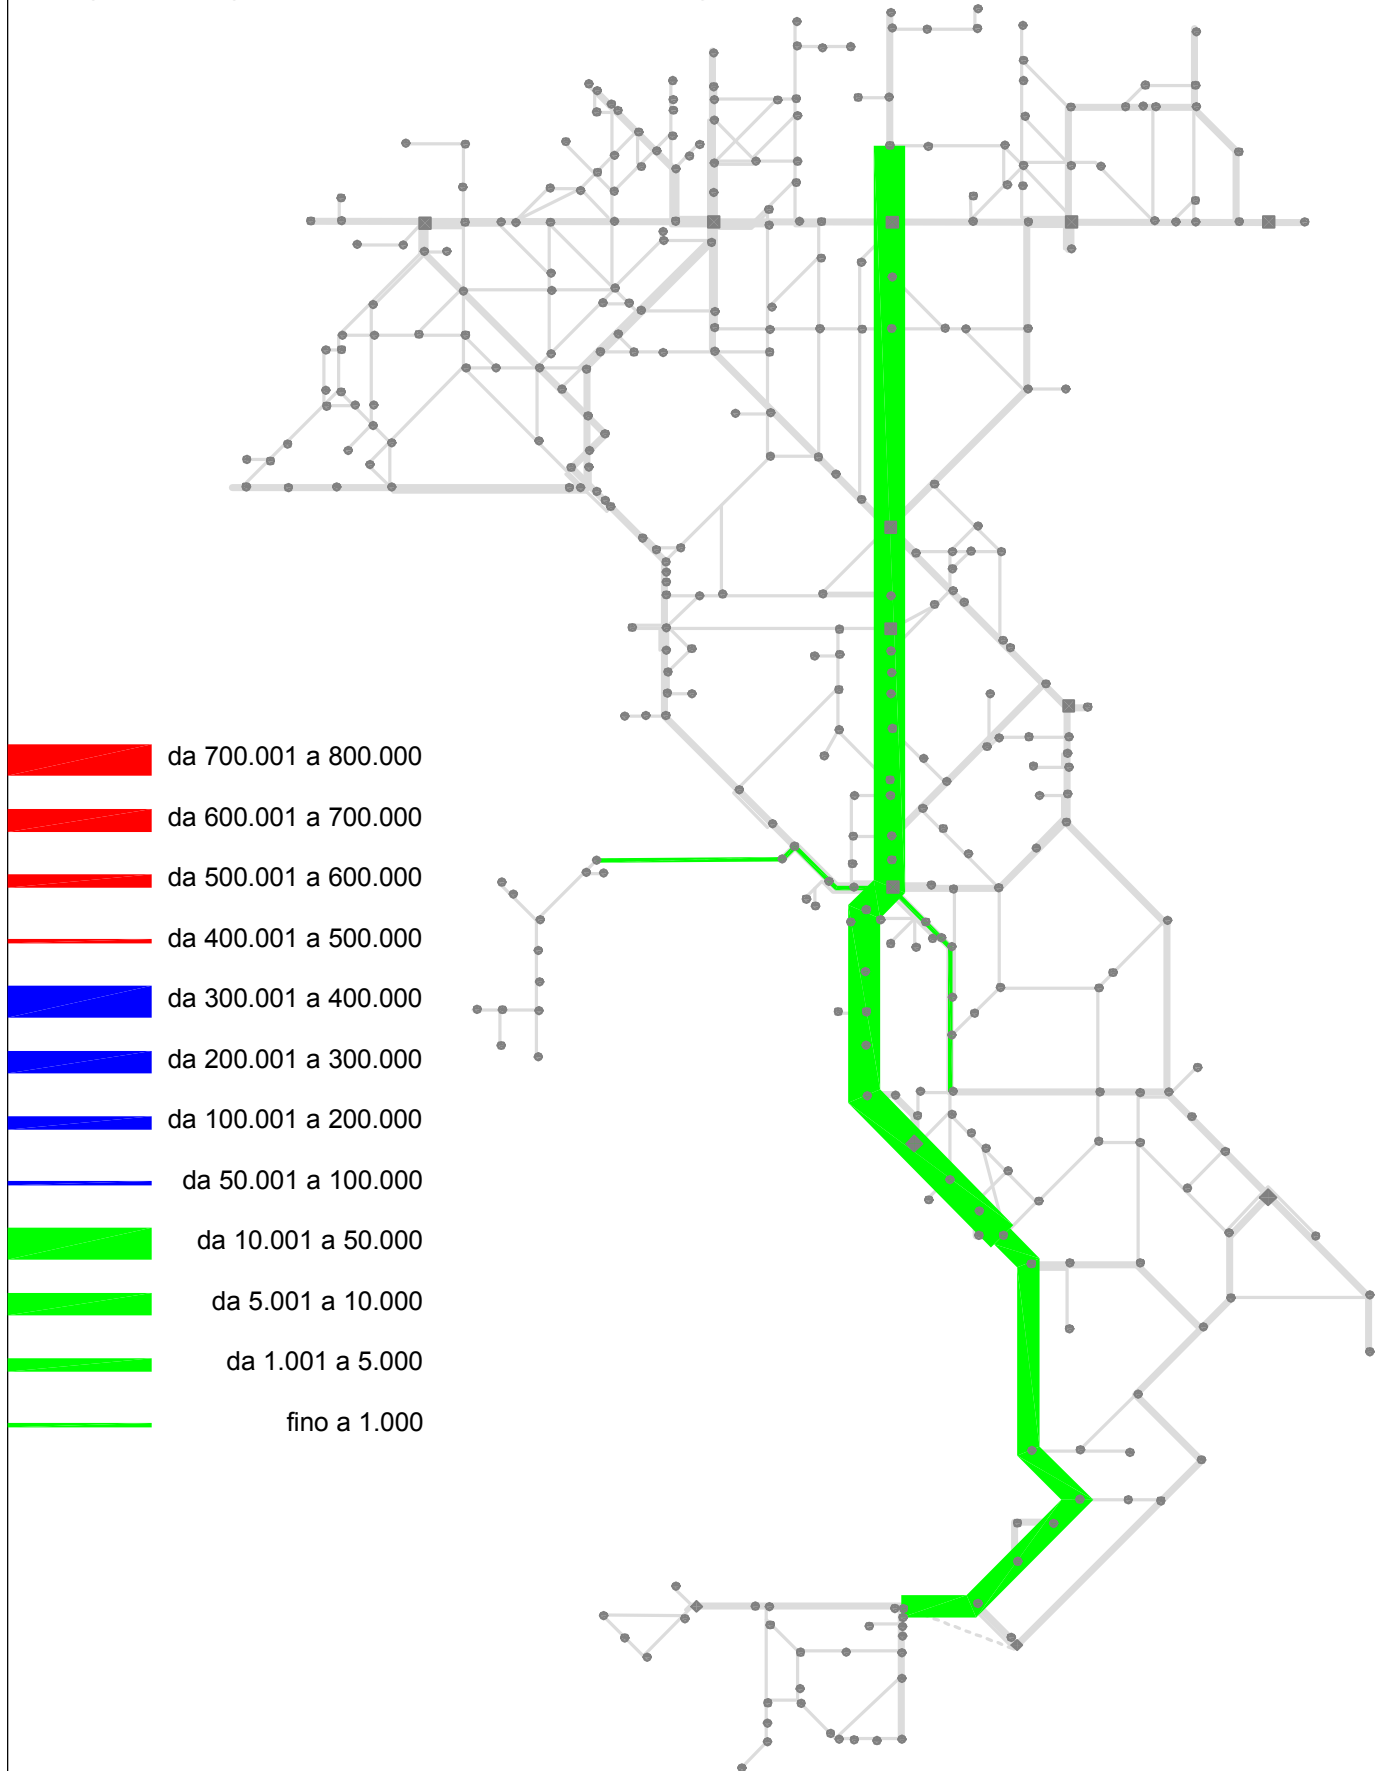 da 700.001 a 800.000
da 600.001 a 700.000
da 500.001 a 600.000
da 400.001 a 500.000
da 300.001 a 400.000
da 200.001 a 300.000
da 100.001 a 200.000
da 50.001 a 100.000
da 10.001 a 50.000
da 5.001 a 10.000
da 1.001 a 5.000
fino a 1.000